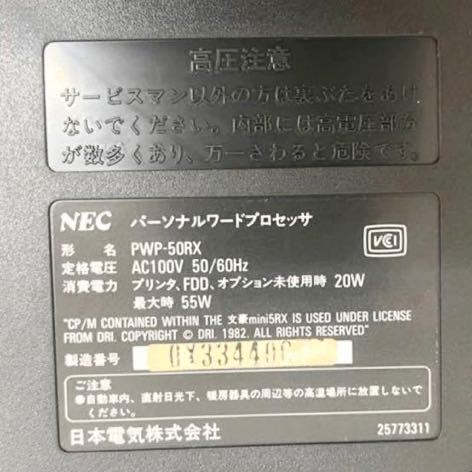 高圧注意
サービスマン以外の方は裏ぶたをあけ
ないでください。内部には高電圧部分
が数多くあり、万一さわると危険です。
NEC パーソナルワードプロセッサ
VCCI
形 名 PWP-50RX
定格電圧 AC100V 50/60Hz
消費電力 プリンタ、FDD、オプション未使用時 20W
最大時 55W
"CP/M CONTAINED WITHIN THE 文豪mini5RX IS USED UNDER LICENSE
FROM DRI. COPYRIGHT © DRI. 1982. ALL RIGHTS RESERVED"
製造番号
ご注意
●自動車内、直射日光下、暖房器具の周辺等の高温場所に放置しないで
ください。
日本電気株式会社 25773311